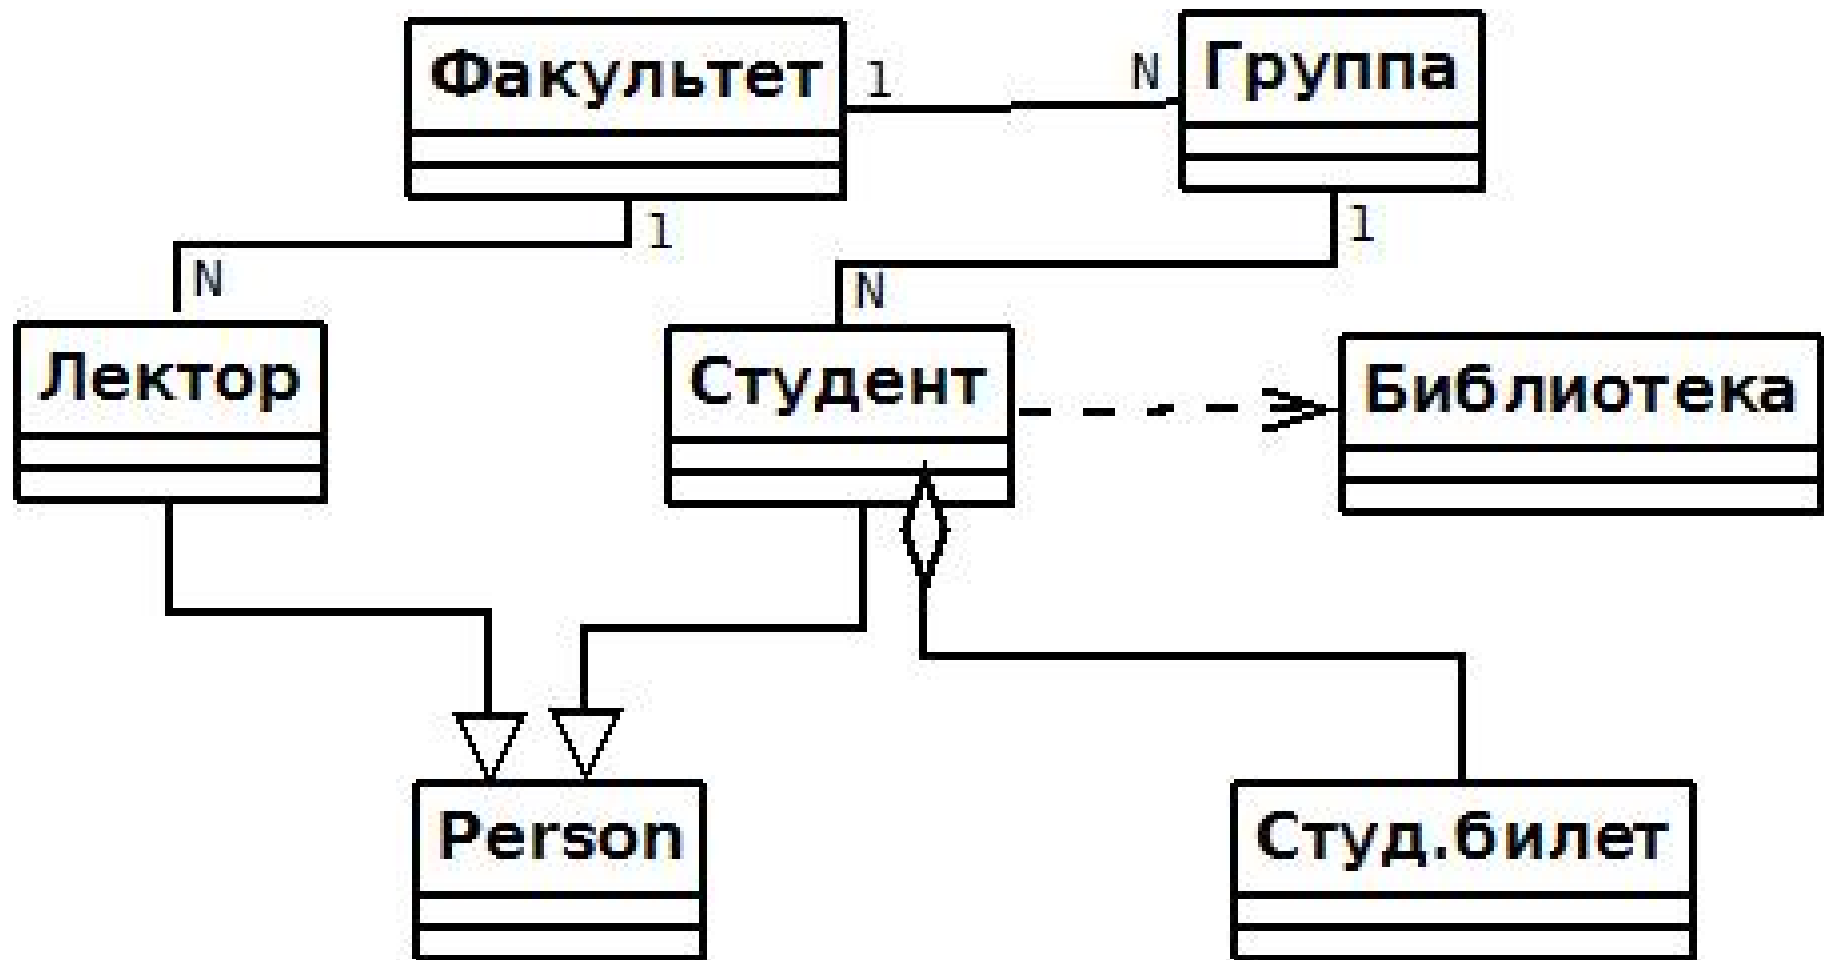 Факультет
1
N
Группа
1
N
1
N
Лектор
Студент
Библиотека
Person
Студ.билет